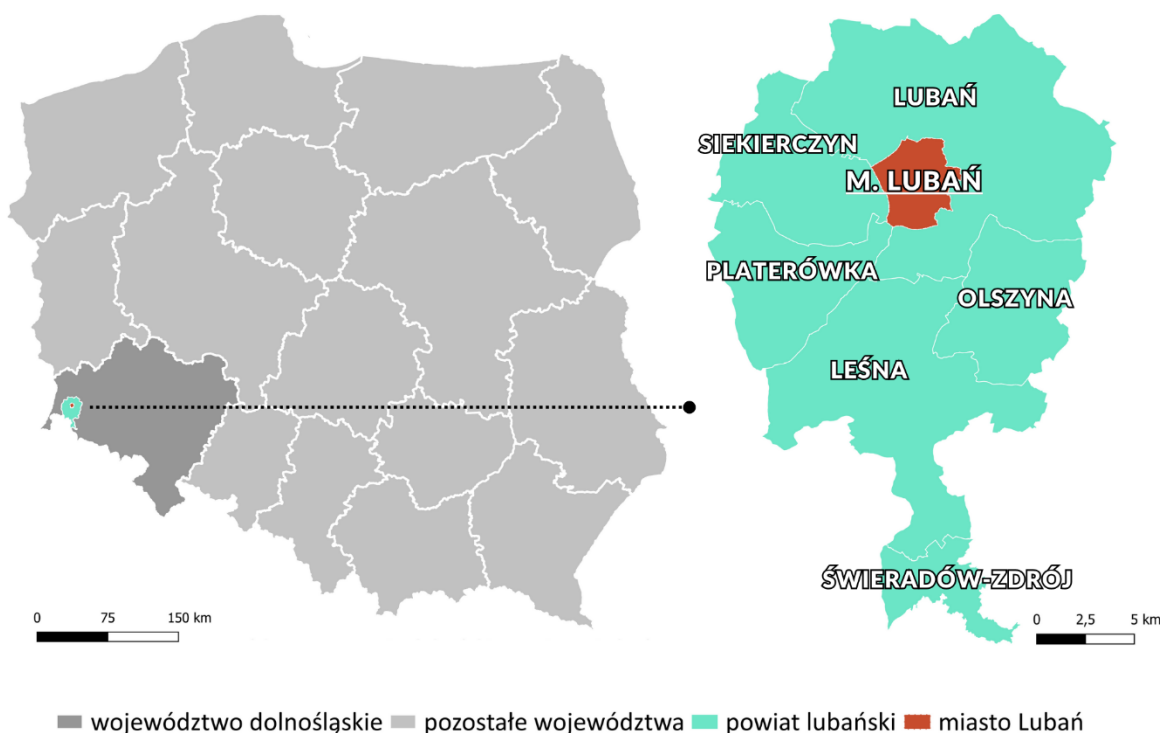 LUBAŃ
SIEKIERCZYN
M. LUBAŃ
PLATERÓWKA
OLSZYNA
LEŚNA
ŚWIERADÓW-ZDRÓJ
0 75 150 km
0 2,5 5 km
województwo dolnośląskie pozostałe województwa powiat lubański miasto Lubań